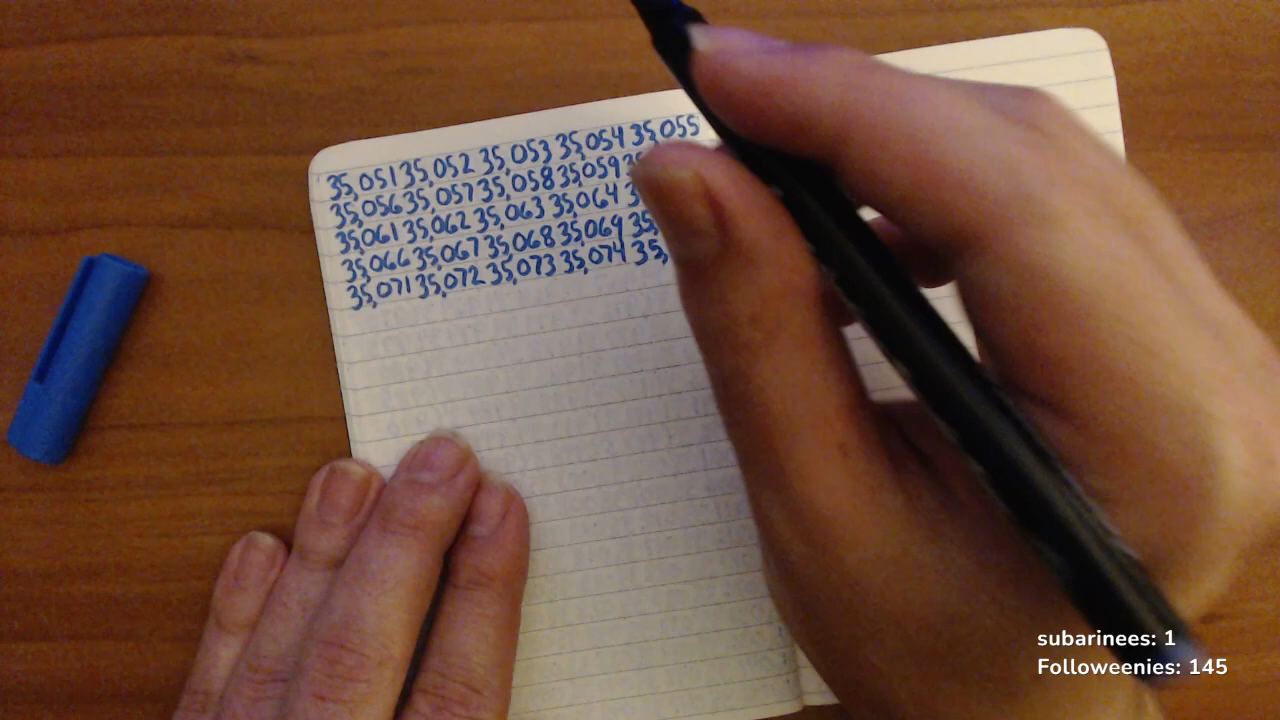 35,051 35,052 35,053 35,054 35,055
35,056 35,057 35,058 35,059
35,061 35,062 35,063 35,064
35,066 35,067 35,068 35,069
35,071 35,072 35,073 35,074
subarinees: 1
Followeenies: 145